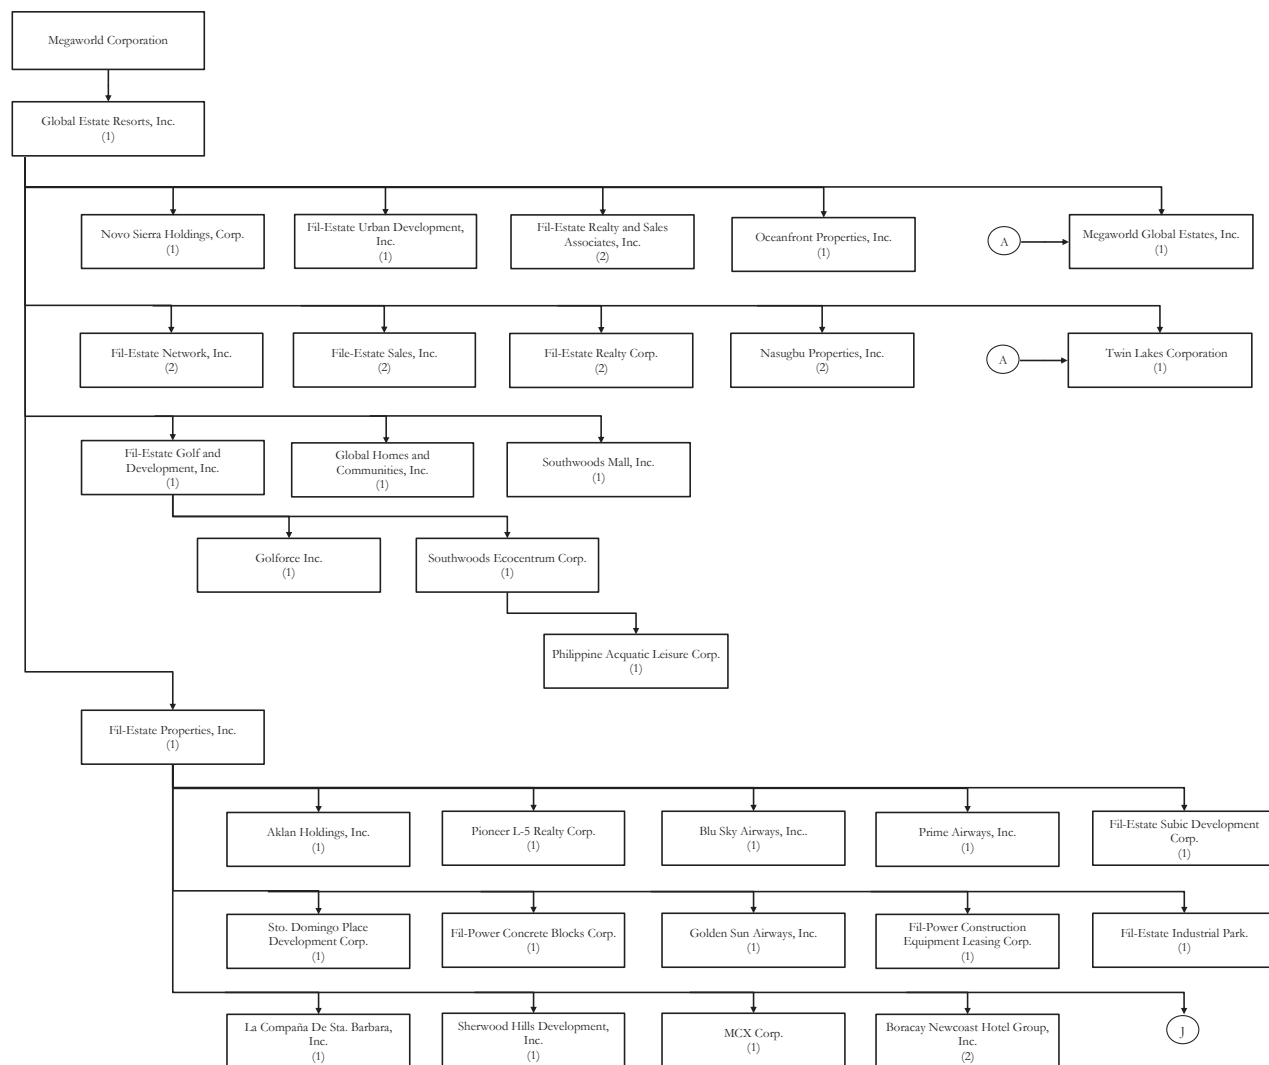 Megaworld Corporation
Global Estate Resorts, Inc.
(1)
Novo Sierra Holdings, Corp.
(1)
Fil-Estate Urban Development,
Inc.
(1)
Fil-Estate Realty and Sales
Associates, Inc.
(2)
Oceanfront Properties, Inc.
(1)
A
Megaworld Global Estates, Inc.
(1)
Fil-Estate Network, Inc.
(2)
File-Estate Sales, Inc.
(2)
Fil-Estate Realty Corp.
(2)
Nasugbu Properties, Inc.
(2)
A
Twin Lakes Corporation
(1)
Fil-Estate Golf and
Development, Inc.
(1)
Global Homes and
Communities, Inc.
(1)
Southwoods Mall, Inc.
(1)
Golforce Inc.
(1)
Southwoods Ecocentrum Corp.
(1)
Philippine Acquatic Leisure Corp.
(1)
Fil-Estate Properties, Inc.
(1)
Aklan Holdings, Inc.
(1)
Pioneer L-5 Realty Corp.
(1)
Blu Sky Airways, Inc..
(1)
Prime Airways, Inc.
(1)
Fil-Estate Subic Development
Corp.
(1)
Sto. Domingo Place
Development Corp.
(1)
Fil-Power Concrete Blocks Corp.
(1)
Golden Sun Airways, Inc.
(1)
Fil-Power Construction
Equipment Leasing Corp.
(1)
Fil-Estate Industrial Park.
(1)
La Compaña De Sta. Barbara,
Inc.
(1)
Sherwood Hills Development,
Inc.
(1)
MCX Corp.
(1)
Boracay Newcoast Hotel Group,
Inc.
(2)
J